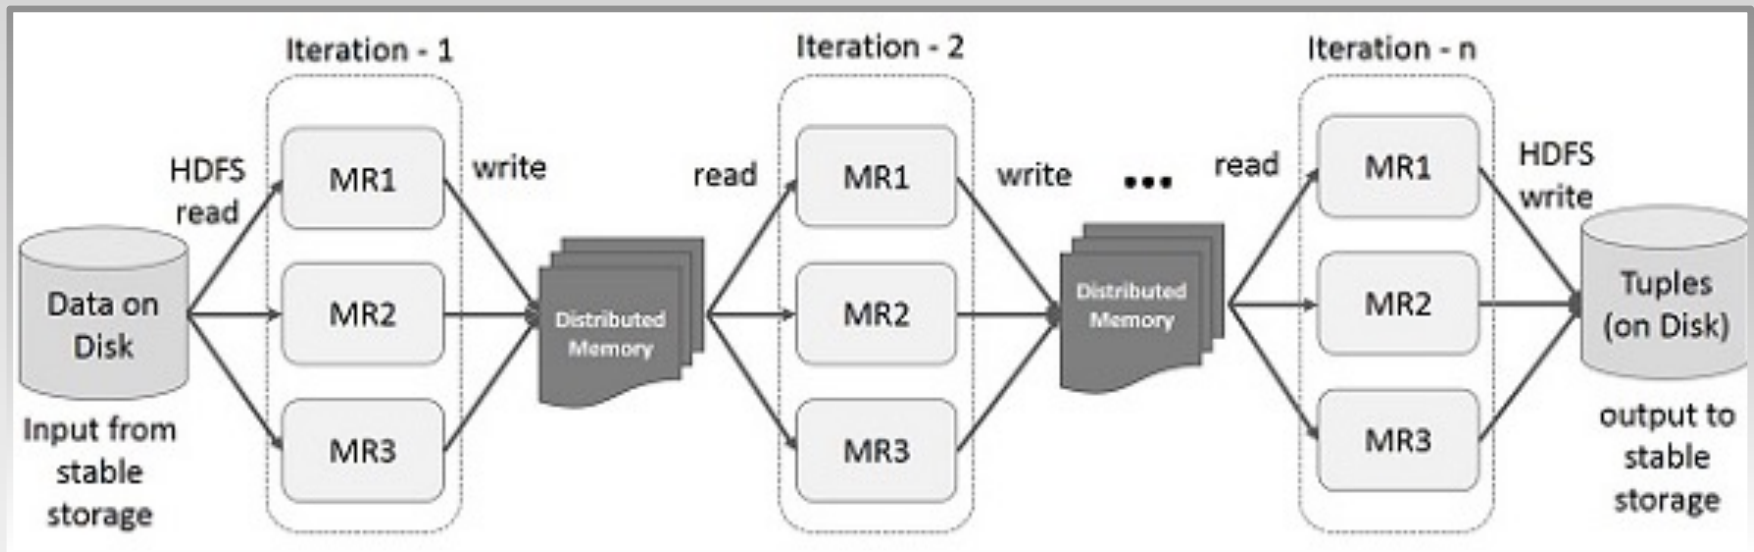 Iteration - 1
Iteration - 2
Iteration - n
HDFS
read
MR1
MR2
MR3
write
Data on
Disk
Input from
stable
storage
Distributed
Memory
read
MR1
MR2
MR3
write
...
Distributed
Memory
read
MR1
MR2
MR3
HDFS
write
Tuples
(on Disk)
output to
stable
storage